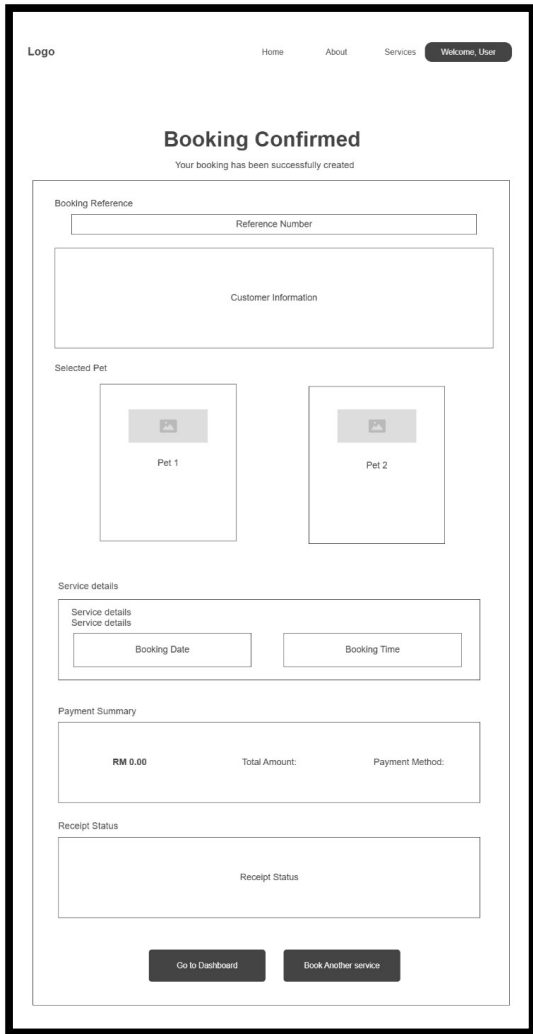 Logo
Home About Services Welcome, User
Booking Confirmed
Your booking has been successfully created
Booking Reference
Reference Number
Customer Information
Selected Pet
Pet 1
Pet 2
Service details
Service details
Service details
Booking Date Booking Time
Payment Summary
RM 0.00 Total Amount: Payment Method:
Receipt Status
Receipt Status
Go to Dashboard Book Another service